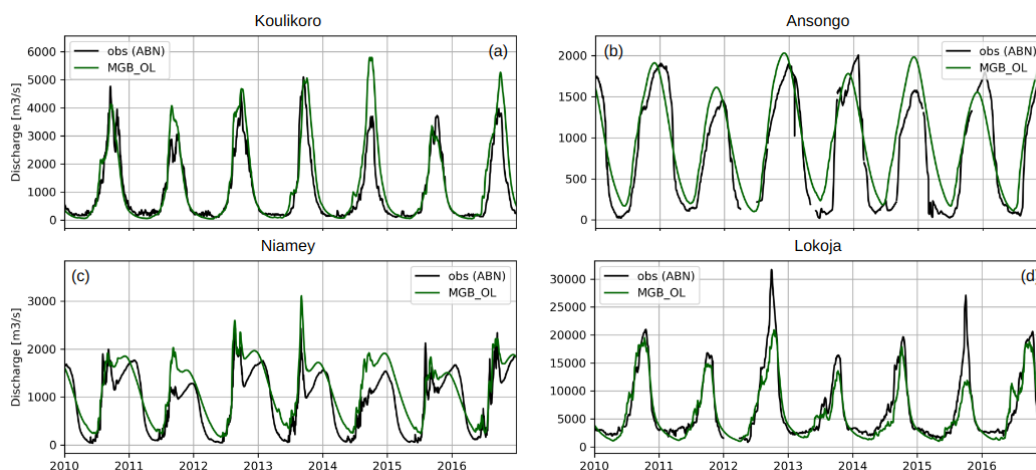 Koulikoro
Ansongo
obs (ABN)
MGB_OL
(a)
6000
5000
4000
3000
2000
1000
0
Discharge [m3/s]
(b)
obs (ABN)
MGB_OL
2000
1500
1000
500
0
Niamey
Lokoja
(c)
obs (ABN)
MGB_OL
3000
2000
1000
0
Discharge [m3/s]
2010 2011 2012 2013 2014 2015 2016
obs (ABN)
MGB_OL
(d)
30000
25000
20000
15000
10000
5000
0
2010 2011 2012 2013 2014 2015 2016